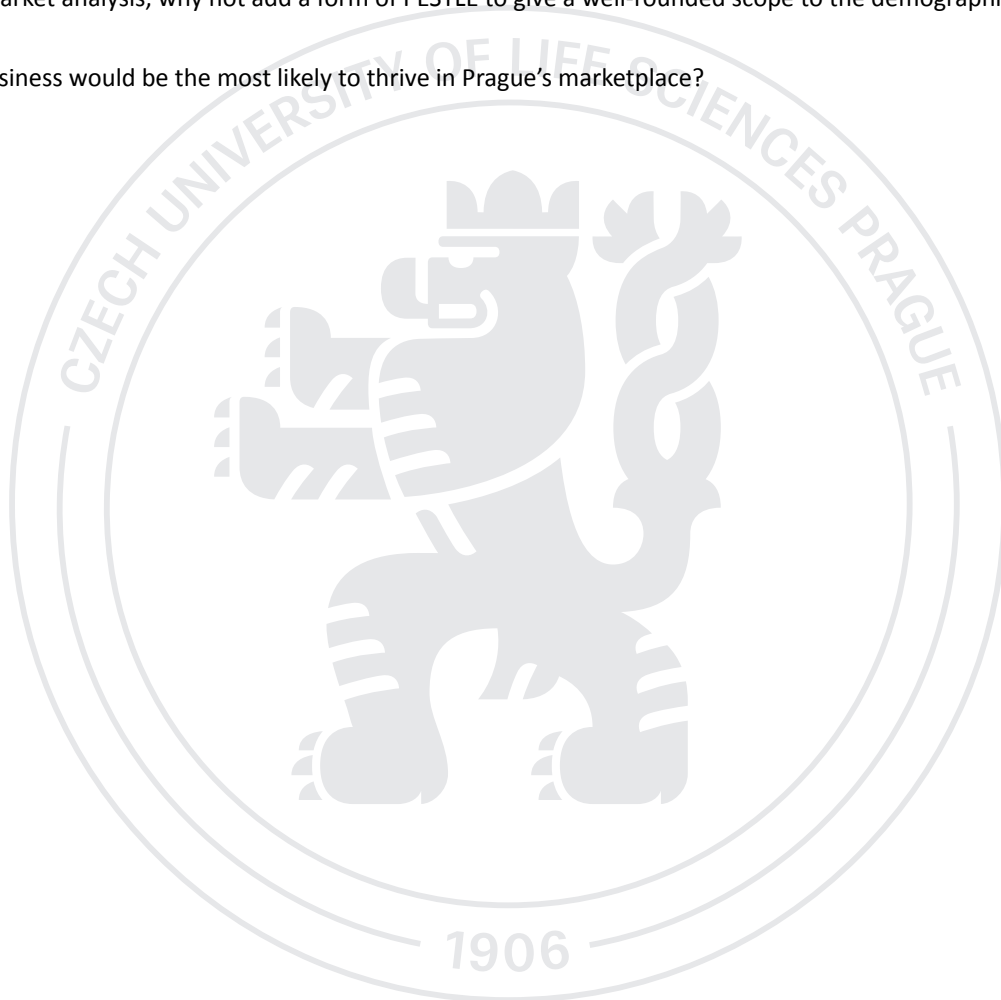 market analysis, why not add a form of PESTLE to give a well-rounded scope to the demographi
siness would be the most likely to thrive in Prague's marketplace?
CZECH UNIVERSITY OF LIFE SCIENCES PRAGUE
1906